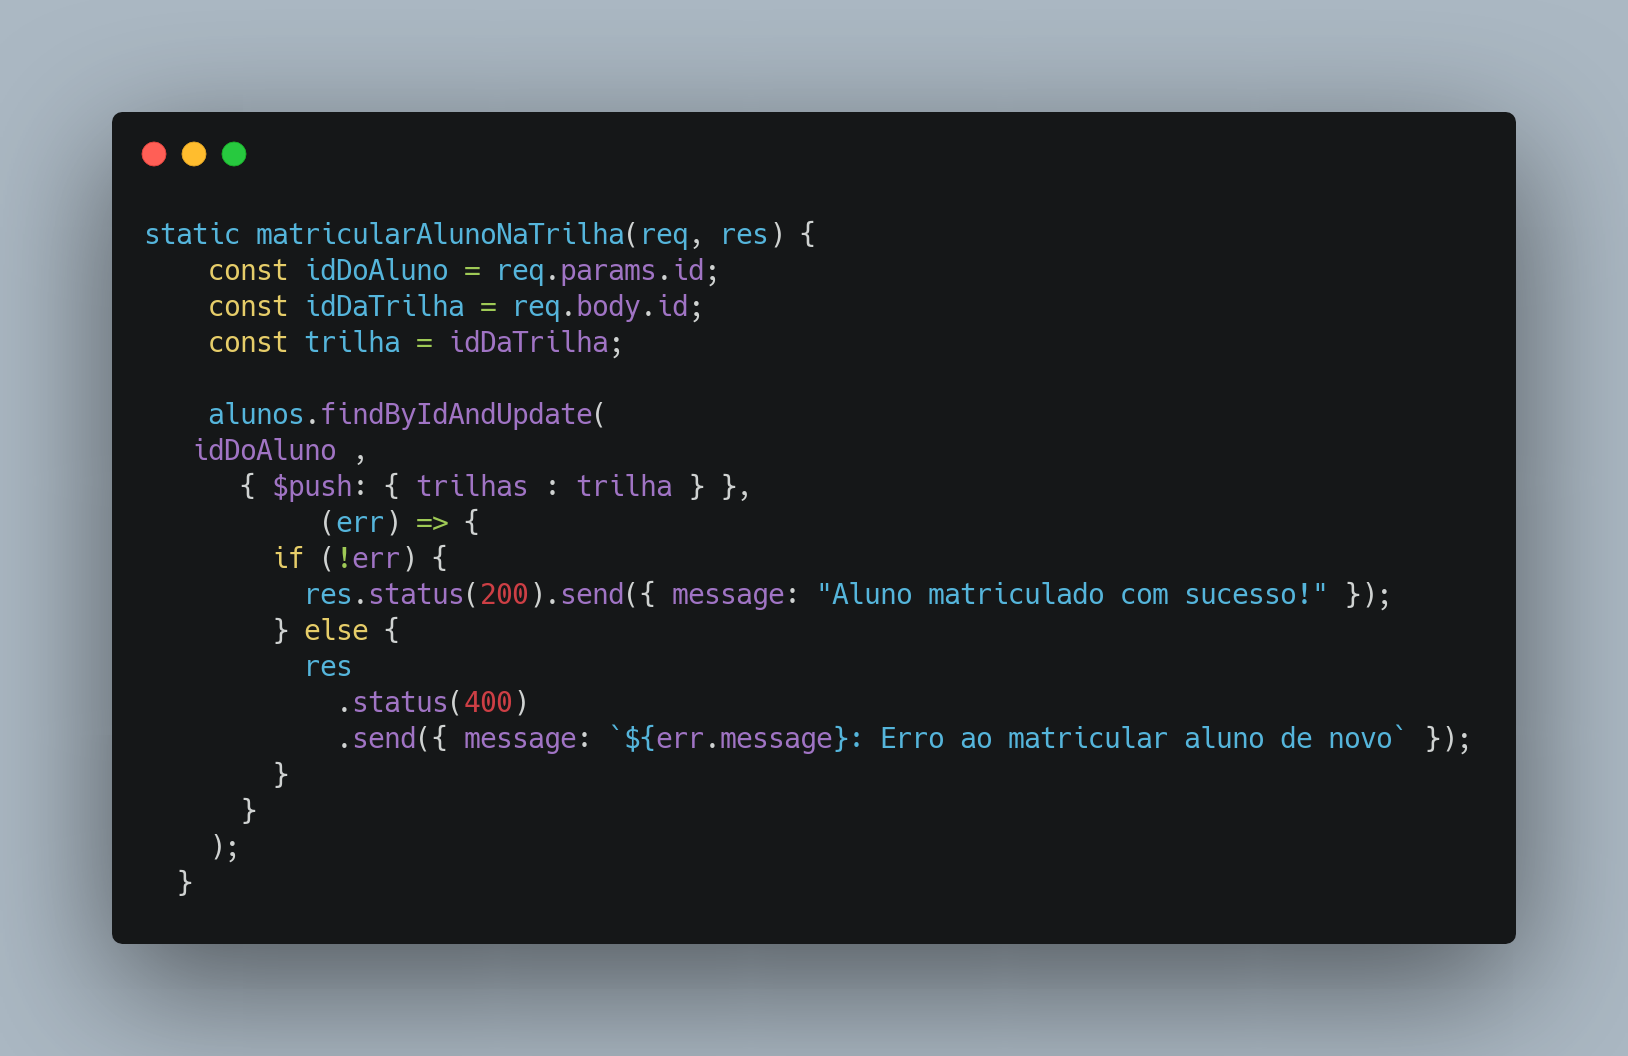 static matricularAlunoNaTrilha(req, res) {
    const idDoAluno = req.params.id;
    const idDaTrilha = req.body.id;
    const trilha = idDaTrilha;

    alunos.findByIdAndUpdate(
   idDoAluno ,
      { $push: { trilhas : trilha } },
           (err) => {
        if (!err) {
          res.status(200).send({ message: "Aluno matriculado com sucesso!" });
        } else {
          res
            .status(400)
            .send({ message: `${err.message}: Erro ao matricular aluno de novo` });
        }
      }
    );
  }